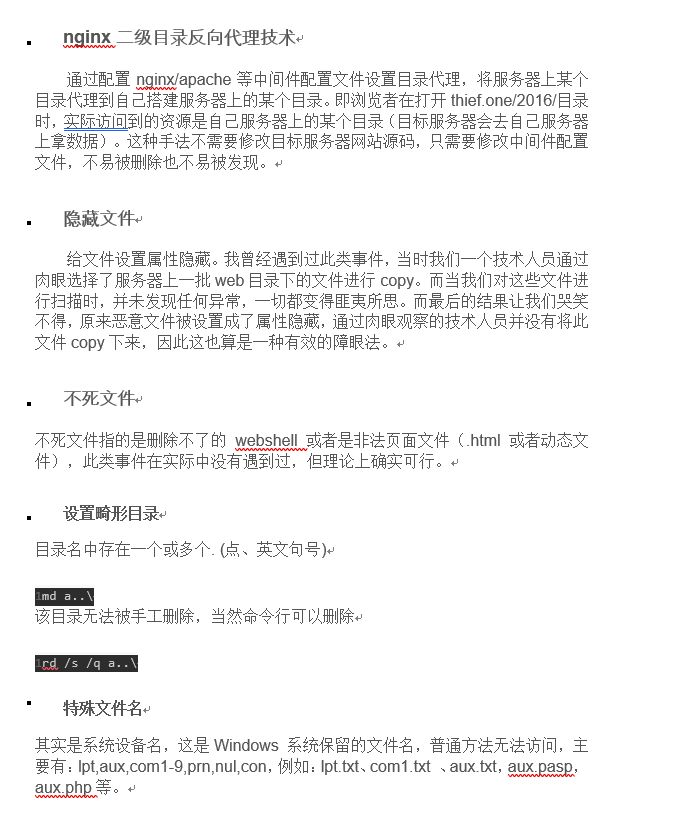 nginx 二级目录反向代理技术
通过配置 nginx/apache 等中间件配置文件设置目录代理，将服务器上某个
目录代理到自己搭建服务器上的某个目录。即浏览者在打开 thief.one/2016/目录
时，实际访问到的资源是自己服务器上的某个目录（目标服务器会去自己服务器
上拿数据）。这种手法不需要修改目标服务器网站源码，只需要修改中间件配置
文件，不易被删除也不易被发现。
隐藏文件
给文件设置属性隐藏。我曾经遇到过此类事件，当时我们一个技术人员通过
肉眼选择了服务器上一批 web 目录下的文件进行 copy。而当我们对这些文件进
行扫描时，并未发现任何异常，一切都变得匪夷所思。而最后的结果让我们哭笑
不得，原来恶意文件被设置成了属性隐藏，通过肉眼观察的技术人员并没有将此
文件 copy 下来，因此这也算是一种有效的障眼法。
不死文件
不死文件指的是删除不了的 webshell 或者是非法页面文件（.html 或者动态文
件），此类事件在实际中没有遇到过，但理论上确实可行。
设置畸形目录
目录名中存在一个或多个. (点、英文句号)
1md a..\
该目录无法被手工删除，当然命令行可以删除
1rd /s /q a..\
特殊文件名
其实是系统设备名，这是 Windows 系统保留的文件名，普通方法无法访问，主
要有：lpt,aux,com1-9,prn,nul,con，例如：lpt.txt、com1.txt 、aux.txt，aux.pasp，
aux.php 等。